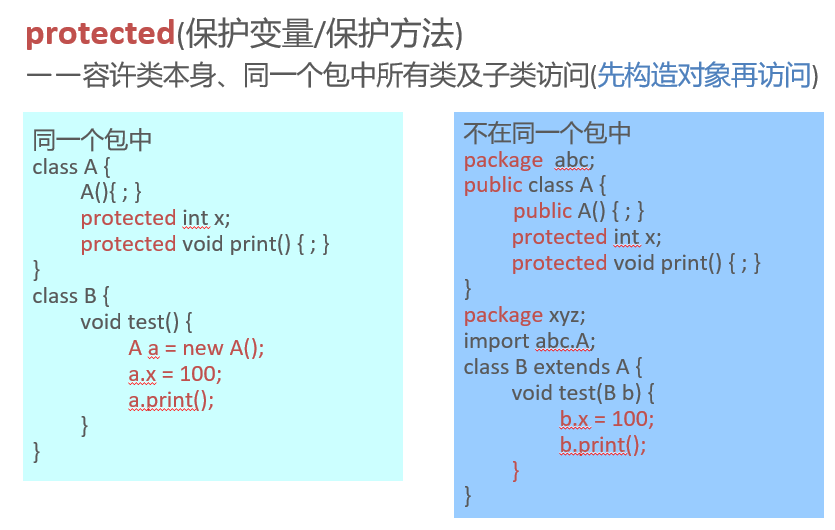 protected(保护变量/保护方法)
——容许类本身、同一个包中所有类及子类访问(先构造对象再访问)
同一个包中
class A {
A(){ ; }
protected int x;
protected void print() { ; }
}
class B {
void test() {
A a = new A();
a.x = 100;
a.print();
}
}
不在同一个包中
package abc;
public class A {
public A() { ; }
protected int x;
protected void print() { ; }
}
package xyz;
import abc.A;
class B extends A {
void test(B b) {
b.x = 100;
b.print();
}
}